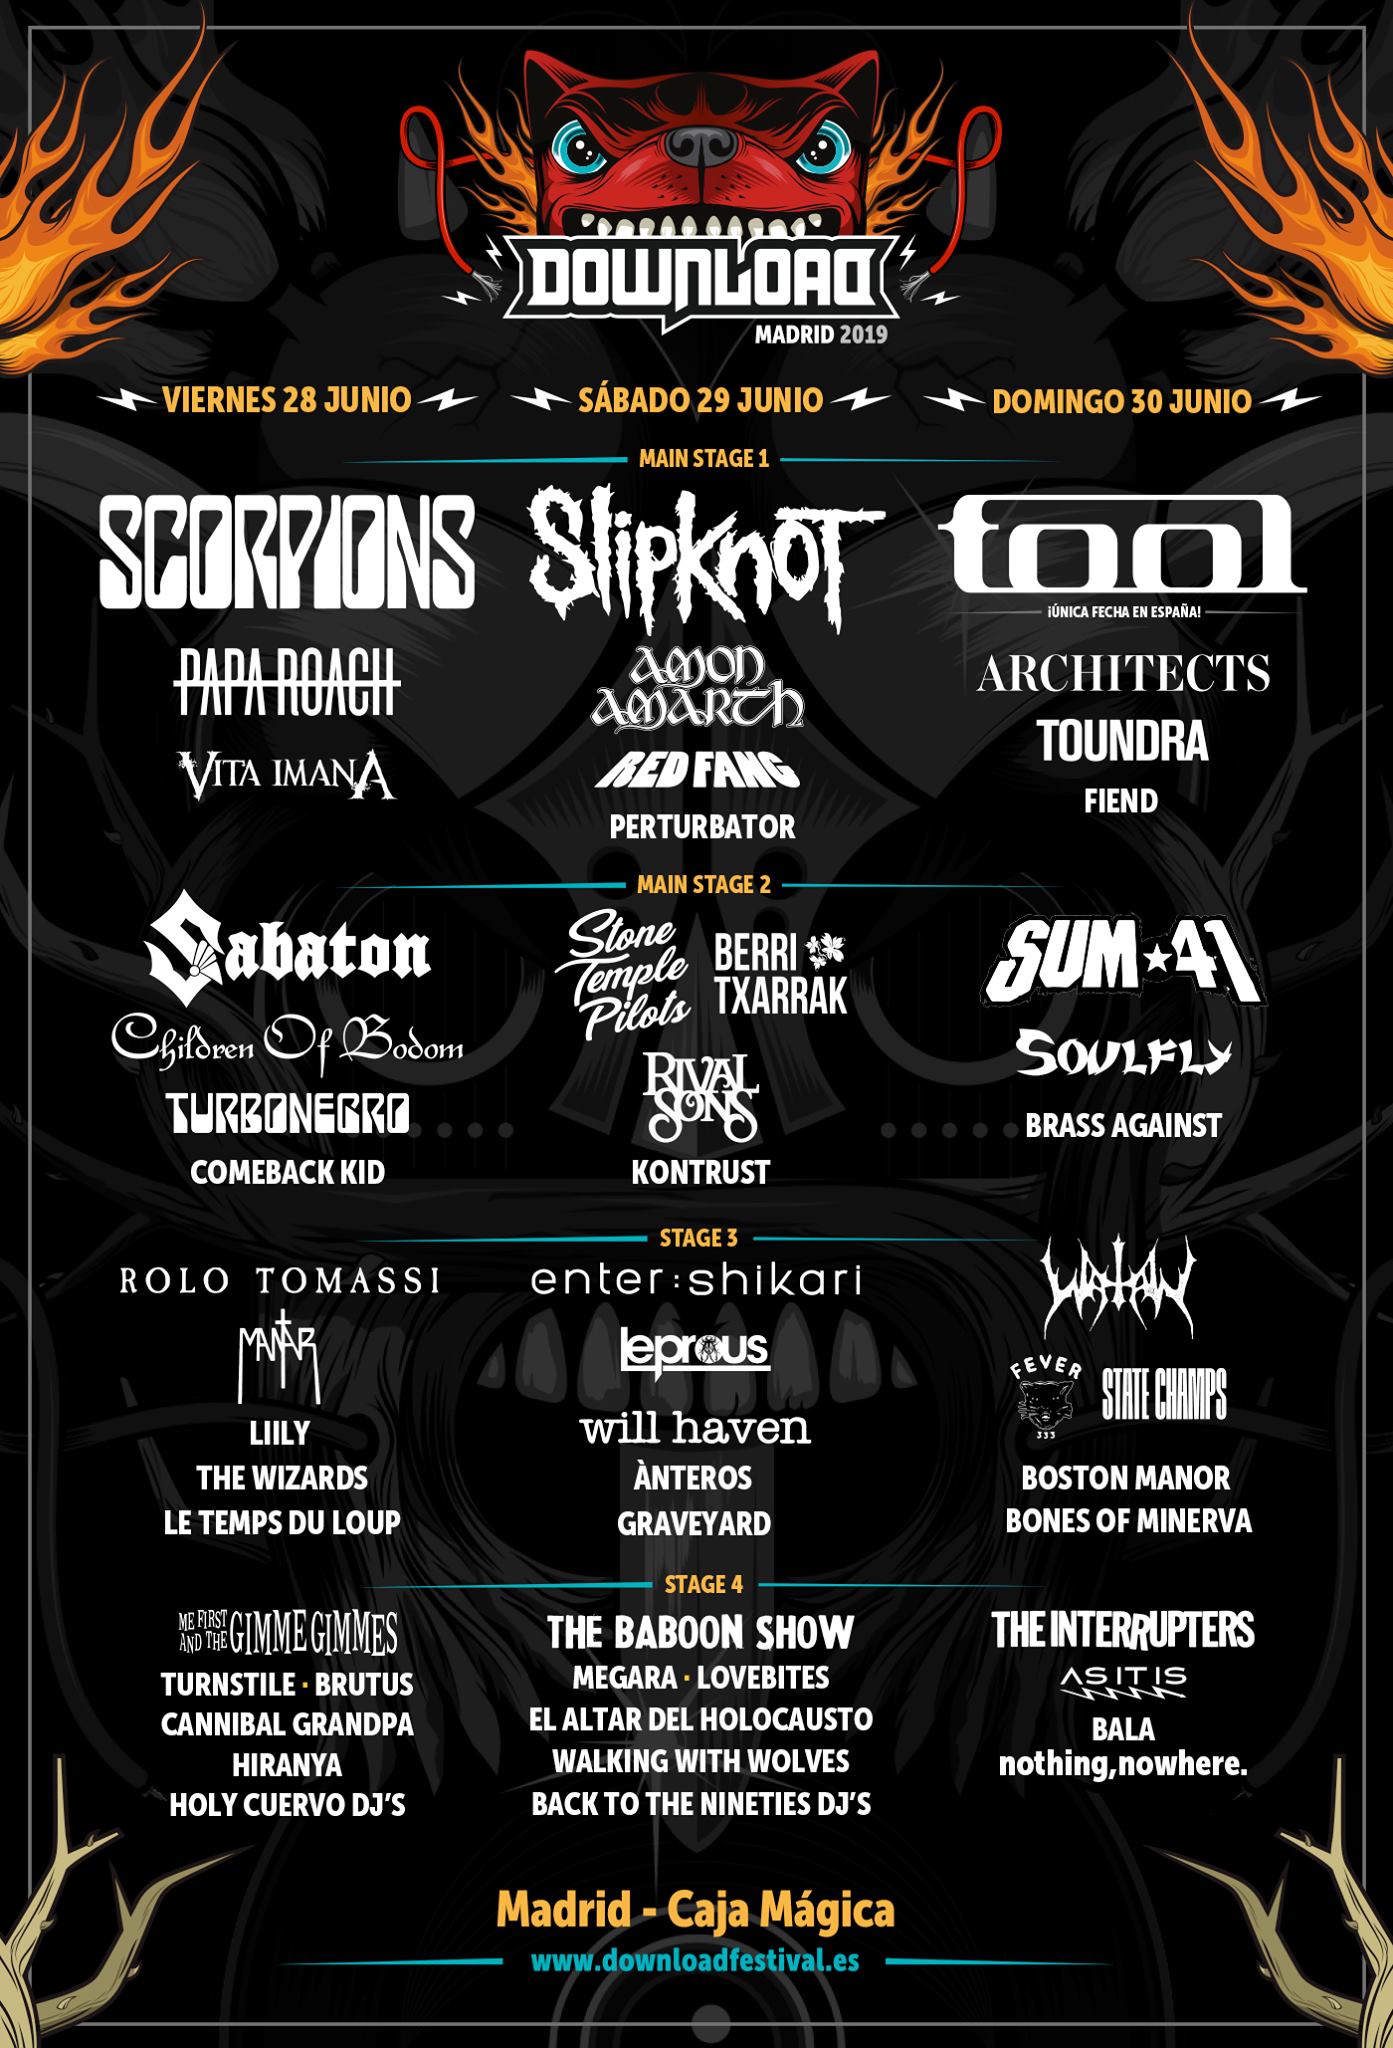 DOWNLOAD
MADRID 2019
VIERNES 28 JUNIO
SÁBADO 29 JUNIO
DOMINGO 30 JUNIO
MAIN STAGE 1
SCORPIONS
PAPA ROACH
VITA IMANA
SlipKnoT
AMON
AMARTH
RED FANG
PERTURBATOR
tool
¡ÚNICA FECHA EN ESPAÑA!
ARCHITECTS
TOUNDRA
FIEND
MAIN STAGE 2
Sabaton
Children Of Bodom
TURBONEGRO
COMEBACK KID
Stone
Temple
Pilots
BERRI
TXARRAK
RIVAL
SONS
KONTRUST
SUM★41
SOULFLY
BRASS AGAINST
STAGE 3
ROLO TOMASSI
MANTAR
LIILY
THE WIZARDS
LE TEMPS DU LOUP
enter:shikari
leprous
will haven
ÀNTEROS
GRAVEYARD
WATAIN
FEVER
333
STATE CHAMPS
BOSTON MANOR
BONES OF MINERVA
STAGE 4
ME FIRST
AND THE GIMME GIMMES
TURNSTILE · BRUTUS
CANNIBAL GRANDPA
HIRANYA
HOLY CUERVO DJ'S
THE BABOON SHOW
MEGARA · LOVEBITES
EL ALTAR DEL HOLOCAUSTO
WALKING WITH WOLVES
BACK TO THE NINETIES DJ'S
THE INTERRUPTERS
ASITIS
BALA
nothing,nowhere.
Madrid - Caja Mágica
www.downloadfestival.es